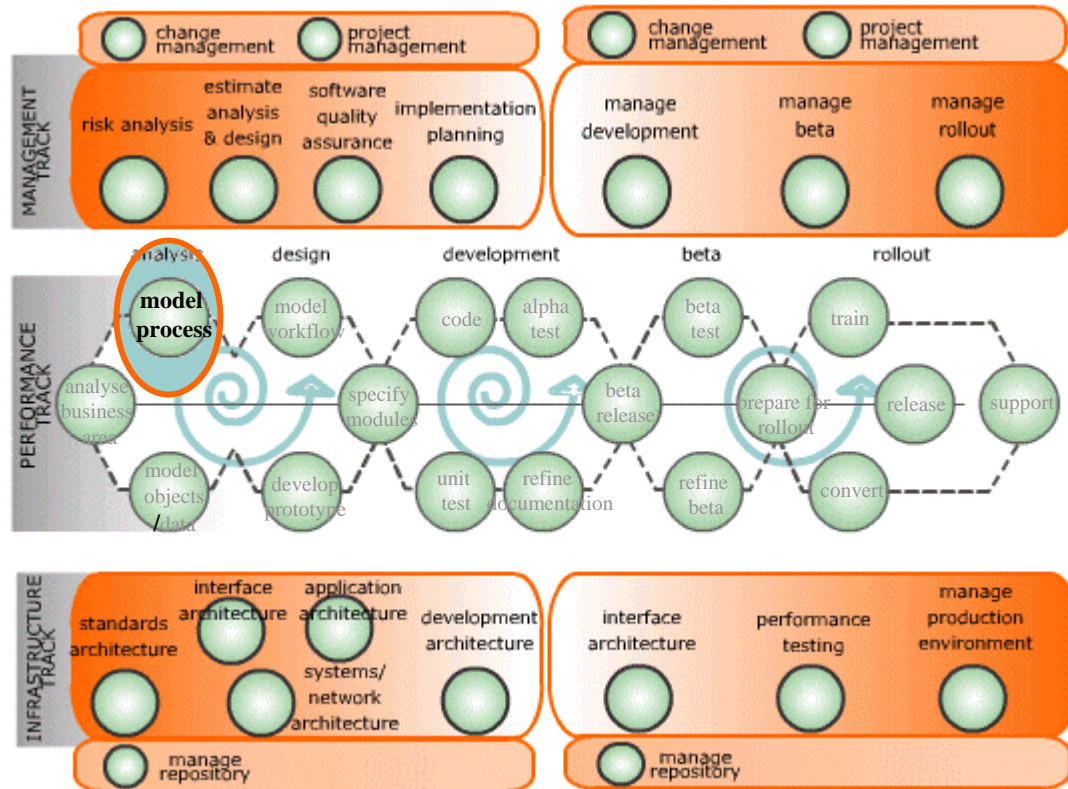 change
management
project
management
change
management
project
management
MANAGEMENT
TRACK
risk analysis
estimate
analysis
& design
software
quality
assurance
implementation
planning
manage
development
manage
beta
manage
rollout
PERFORMANCE
TRACK
analysis
design
development
beta
rollout
model
process
model
workflow
code
alpha
test
beta
test
train
analyse
business
area
specify
modules
beta
release
prepare for
rollout
release
support
model
objects
/data
develop
prototype
unit
test
refine
documentation
refine
beta
convert
INFRASTRUCTURE
TRACK
standards
architecture
interface
architecture
application
architecture
systems/
network
architecture
development
architecture
interface
architecture
performance
testing
manage
production
environment
manage
repository
manage
repository